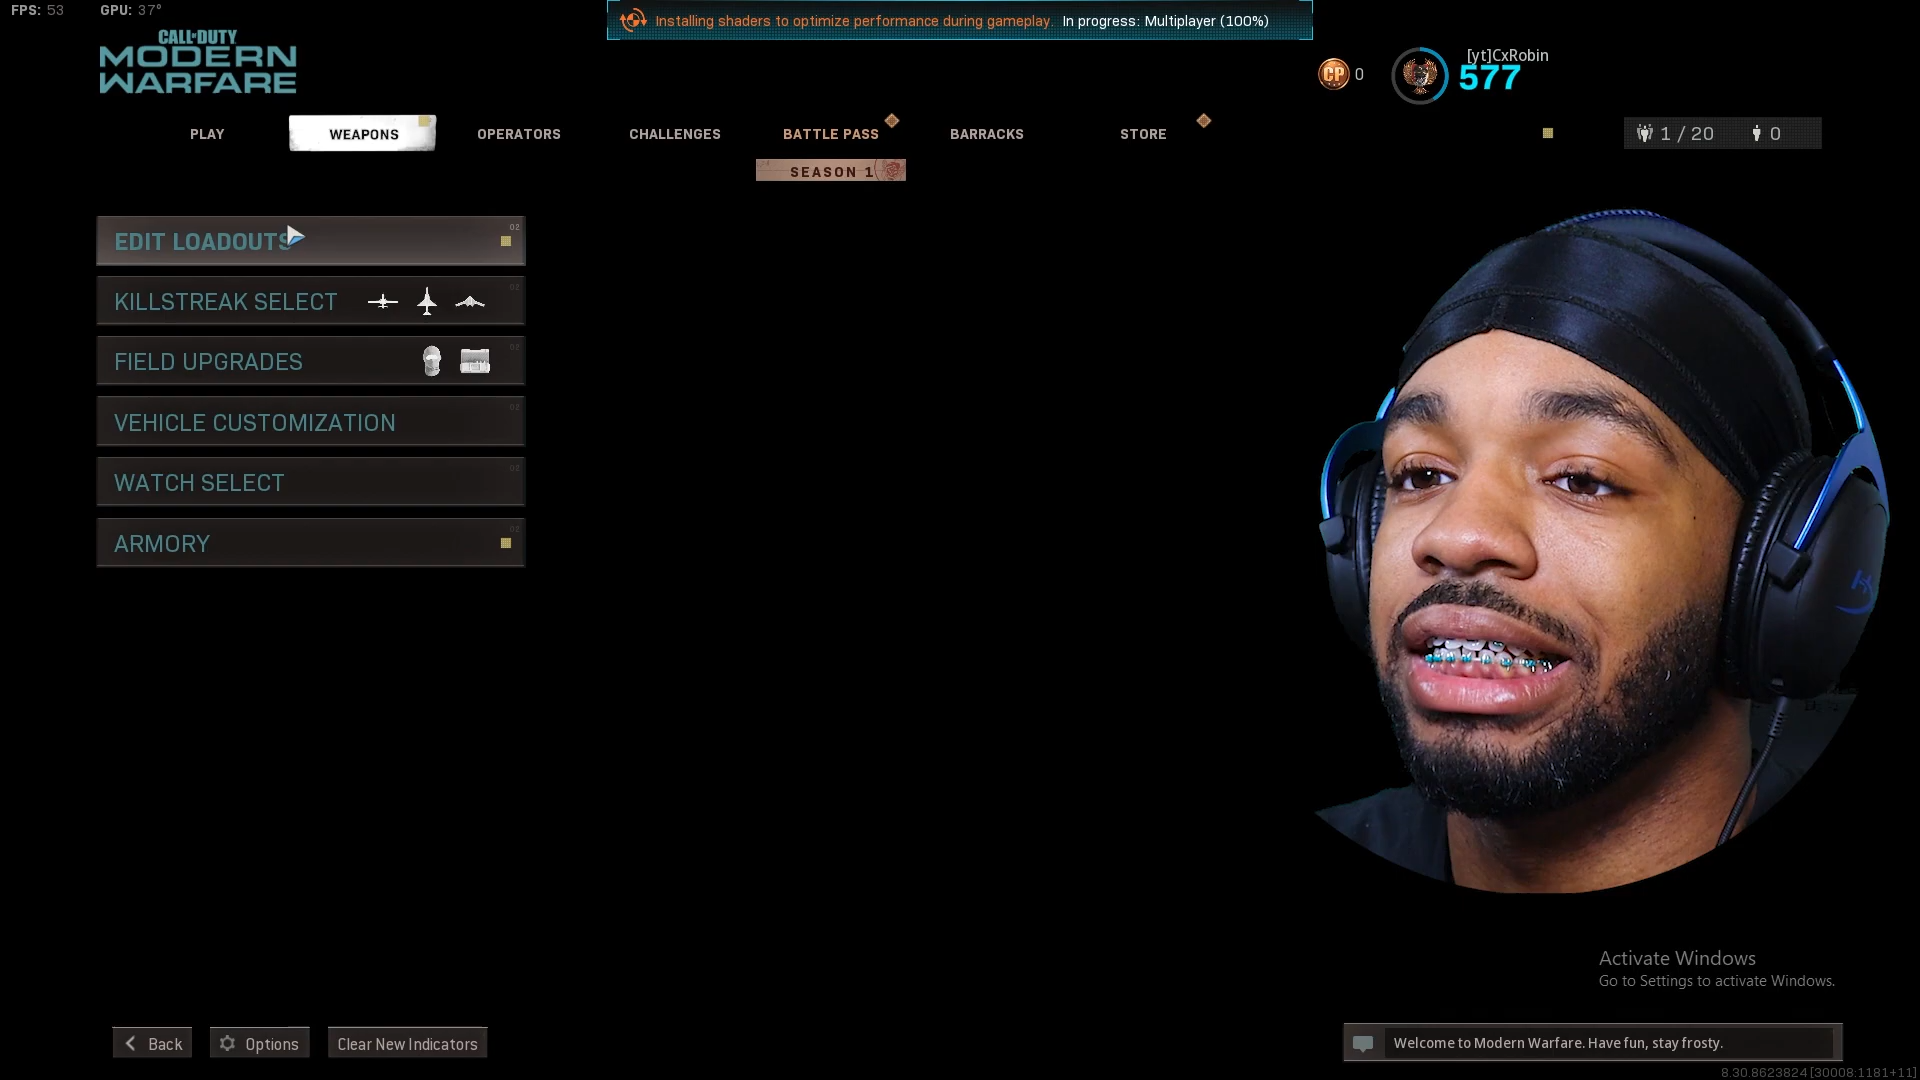 FPS: 53
GPU: 37°
Installing shaders to optimize performance during gameplay. In progress: Multiplayer (100%)
CALL OF DUTY
MODERN
WARFARE
CP 0
[yt]CxRobin
577
PLAY
WEAPONS
OPERATORS
CHALLENGES
BATTLE PASS
BARRACKS
STORE
1 / 20
0
SEASON 1
EDIT LOADOUTS
KILLSTREAK SELECT
FIELD UPGRADES
VEHICLE CUSTOMIZATION
WATCH SELECT
ARMORY
Activate Windows
Go to Settings to activate Windows.
Back
Options
Clear New Indicators
Welcome to Modern Warfare. Have fun, stay frosty.
8.30.8623824 [30008:1181+11]